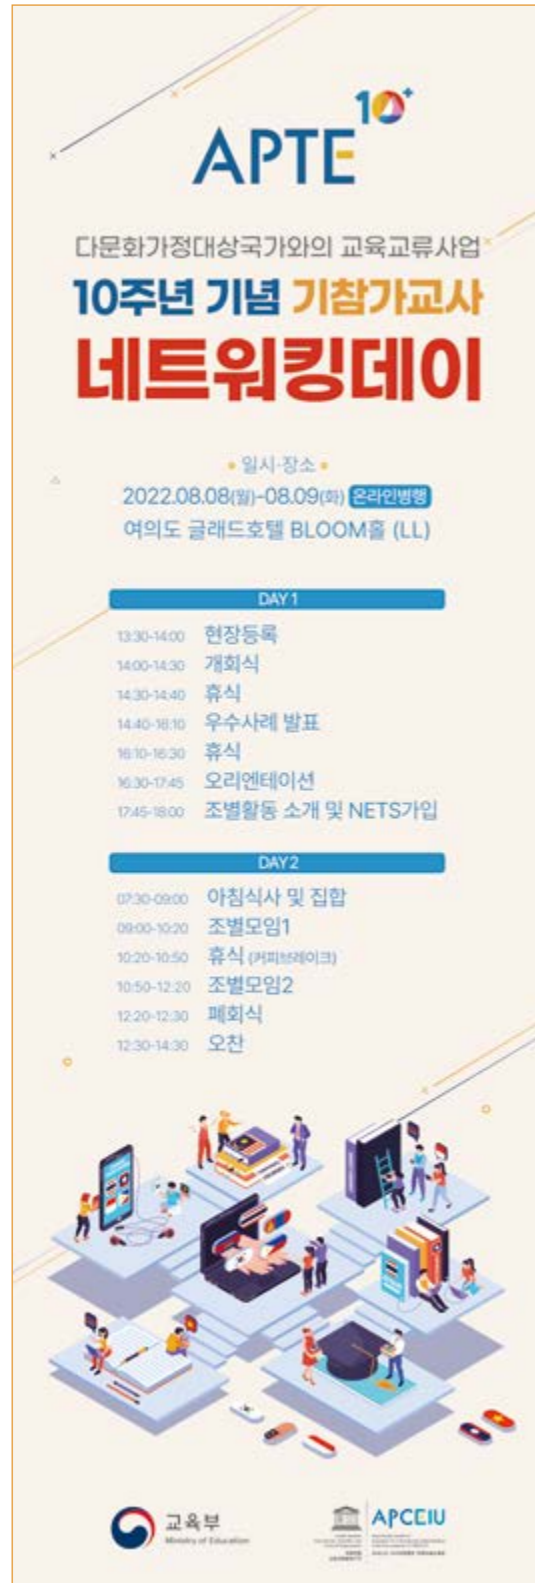 APTE 10+
다문화가정대상국가와의 교육교류사업
10주년 기념 기참가교사
네트워킹데이
일시·장소
2022.08.08(월)-08.09(화) 온라인병행
여의도 글래드호텔 BLOOM홀 (LL)
DAY 1
13:30-14:00 현장등록
14:00-14:30 개회식
14:30-14:40 휴식
14:40-16:10 우수사례 발표
16:10-16:30 휴식
16:30-17:45 오리엔테이션
17:45-18:00 조별활동 소개 및 NETS가입
DAY 2
07:30-09:00 아침식사 및 집합
09:00-10:20 조별모임1
10:20-10:50 휴식 (커피브레이크)
10:50-12:20 조별모임2
12:20-12:30 폐회식
12:30-14:30 오찬
교육부
Ministry of Education
APCEIU